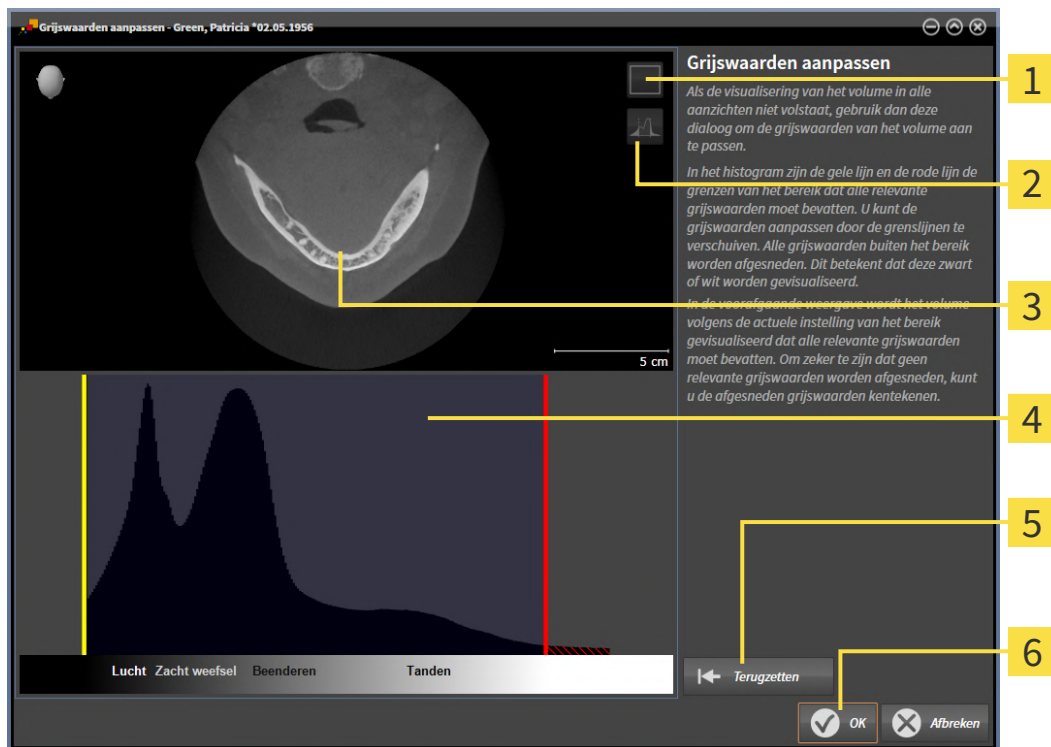 Grijswaarden aanpassen - Green, Patricia *02.05.1956
5 cm
Grijswaarden aanpassen
Als de visualisering van het volume in alle
aanzichten niet volstaat, gebruik dan deze
dialoog om de grijswaarden van het volume aan
te passen.
In het histogram zijn de gele lijn en de rode lijn de
grenzen van het bereik dat alle relevante
grijswaarden moet bevatten. U kunt de
grijswaarden aanpassen door de grenslijnen te
verschuiven. Alle grijswaarden buiten het bereik
worden afgesneden. Dit betekent dat deze zwart
of wit worden gevisualiseerd.
In de voorafgaande weergave wordt het volume
volgens de actuele instelling van het bereik
gevisualiseerd dat alle relevante grijswaarden
moet bevatten. Om zeker te zijn dat geen
relevante grijswaarden worden afgesneden, kunt
u de afgesneden grijswaarden kentekenen.
Lucht Zacht weefsel Beenderen Tanden
Terugzetten
OK Afbreken
1
2
3
4
5
6